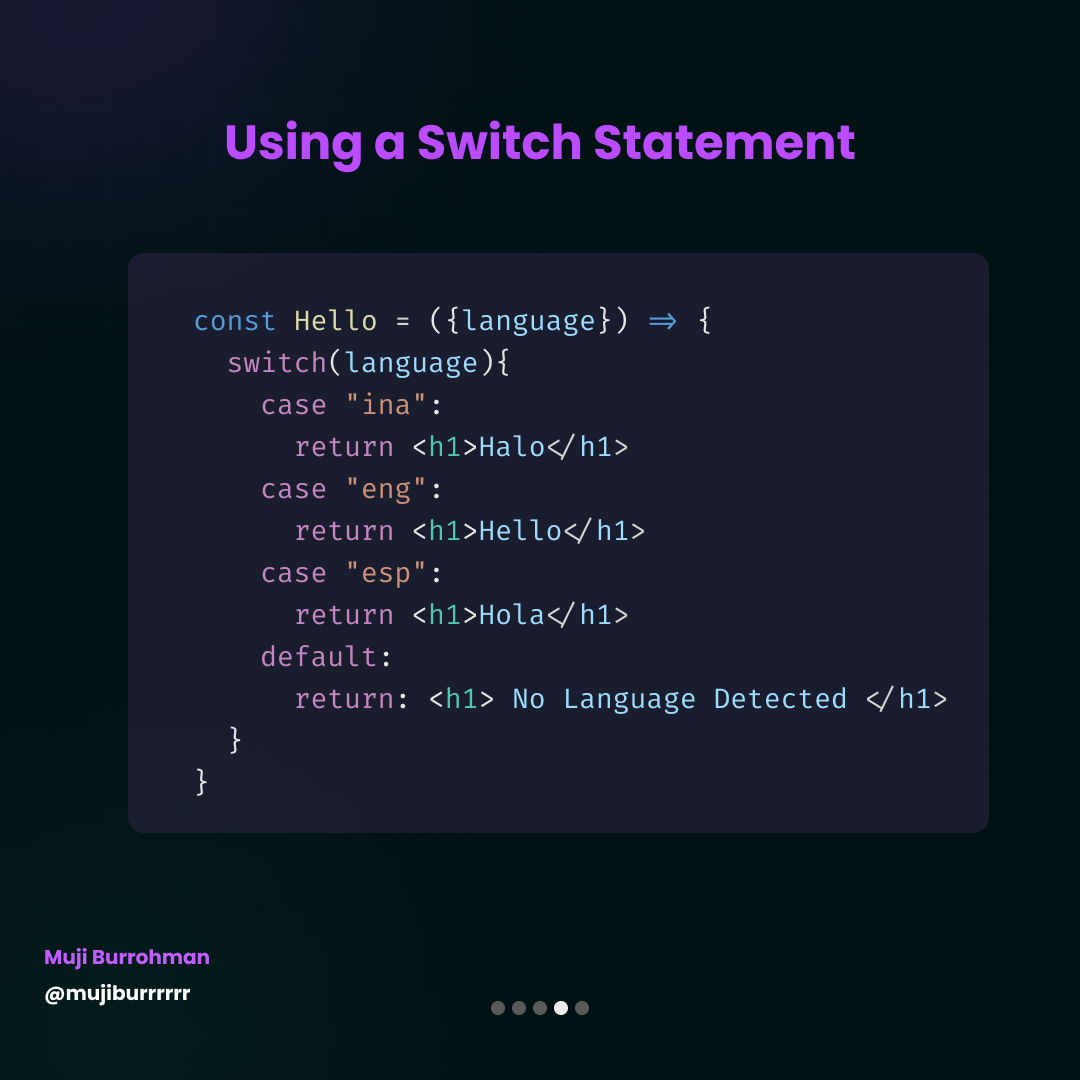 Using a Switch Statement
const Hello = ({language}) => {
  switch(language){
    case "ina":
      return <h1>Halo</h1>
    case "eng":
      return <h1>Hello</h1>
    case "esp":
      return <h1>Hola</h1>
    default:
      return: <h1> No Language Detected </h1>
  }
}
Muji Burrohman
@mujiburrrrrr